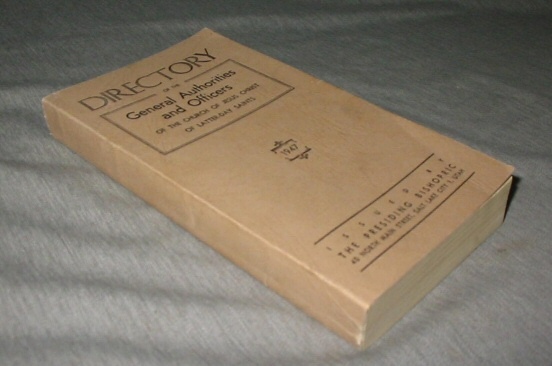 DIRECTORY
OF THE
General Authorities
and Officers
OF THE CHURCH OF JESUS CHRIST
OF LATTER-DAY SAINTS
1947
ISSUED BY
THE PRESIDING BISHOPRIC
40 NORTH MAIN STREET, SALT LAKE CITY 1, UTAH